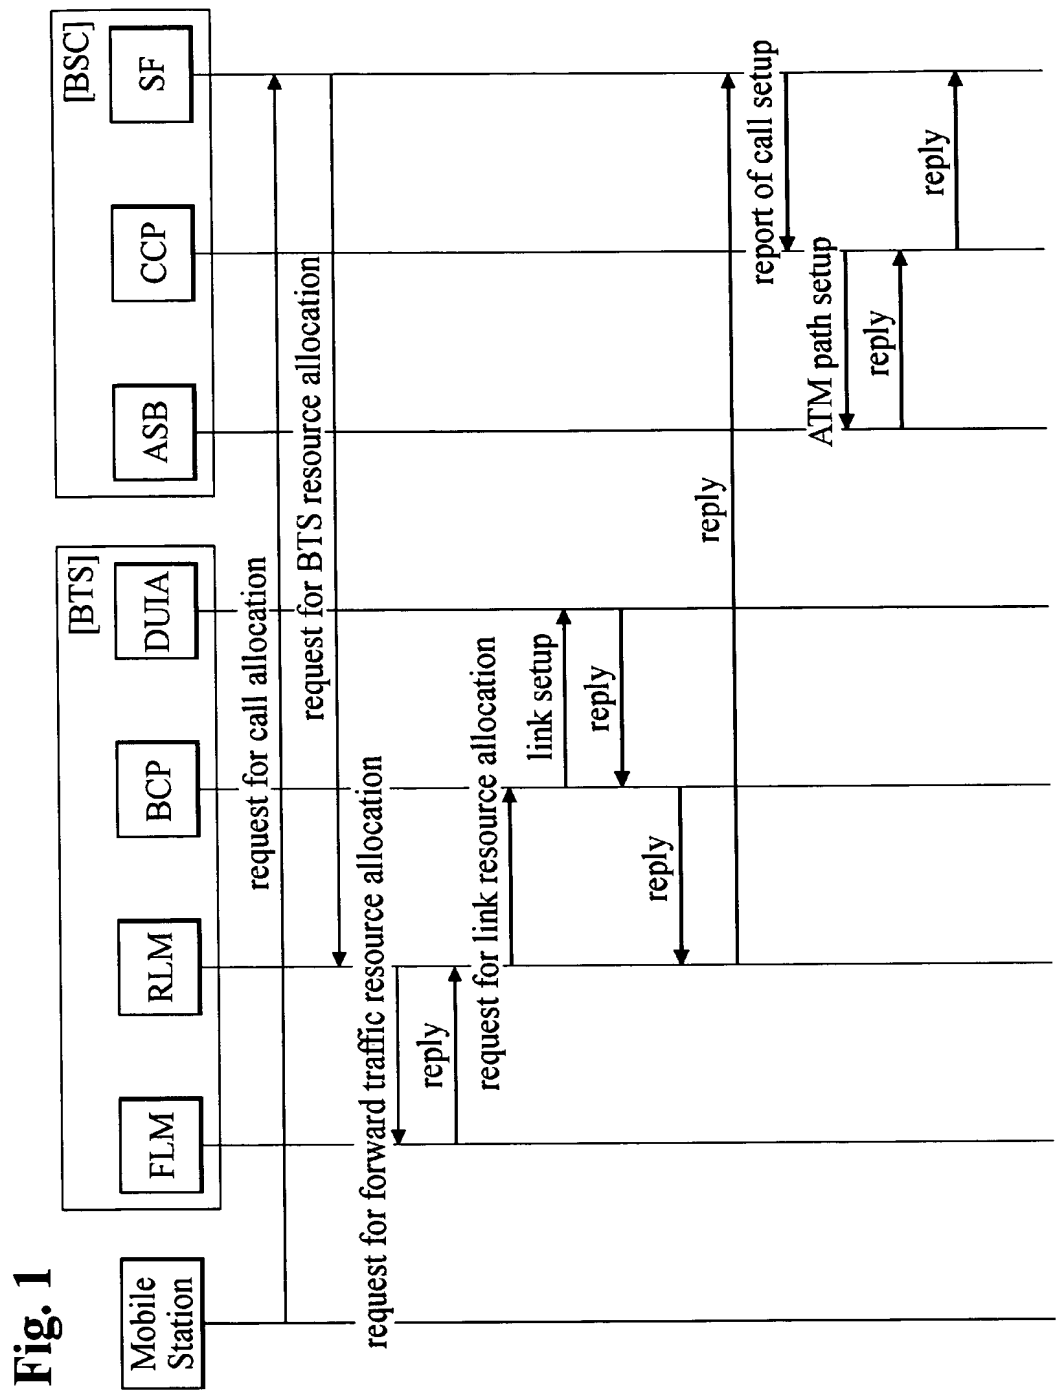 Fig. 1
[BTS]
[BSC]
Mobile
Station
FLM
RLM
BCP
DUIA
ASB
CCP
SF
request for call allocation
request for BTS resource allocation
request for forward traffic resource allocation
reply
request for link resource allocation
link setup
reply
reply
reply
report of call setup
ATM path setup
reply
reply